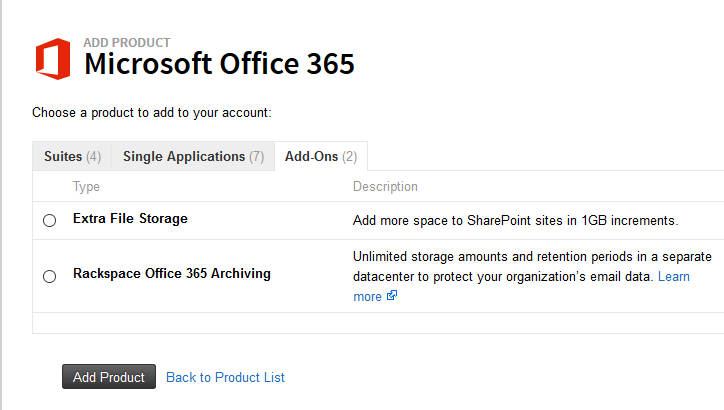 ADD PRODUCT
Microsoft Office 365
Choose a product to add to your account:
Suites (4) Single Applications (7) Add-Ons (2)
Type Description
Extra File Storage Add more space to SharePoint sites in 1GB increments.
Rackspace Office 365 Archiving Unlimited storage amounts and retention periods in a separate
datacenter to protect your organization's email data. Learn
more
Add Product Back to Product List